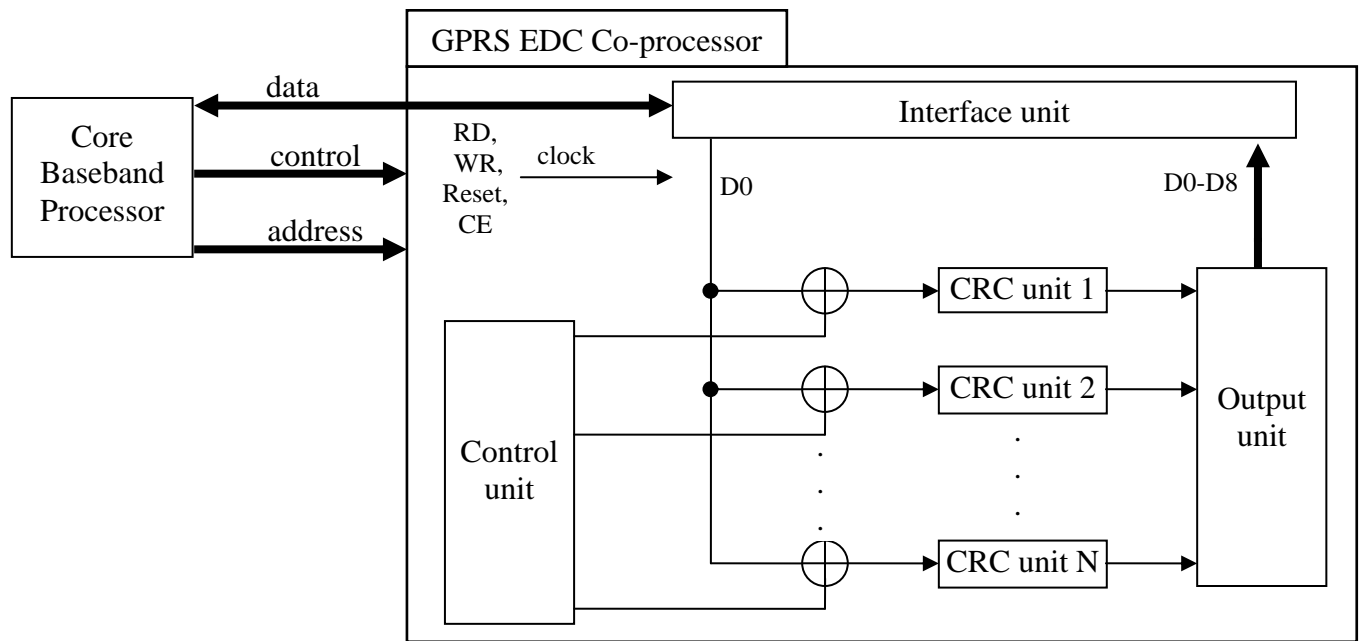 GPRS EDC Co-processor
data
Interface unit
Core
Baseband
Processor
control
address
RD,
WR,
Reset,
CE
clock
D0
D0-D8
CRC unit 1
CRC unit 2
CRC unit N
Control
unit
Output
unit